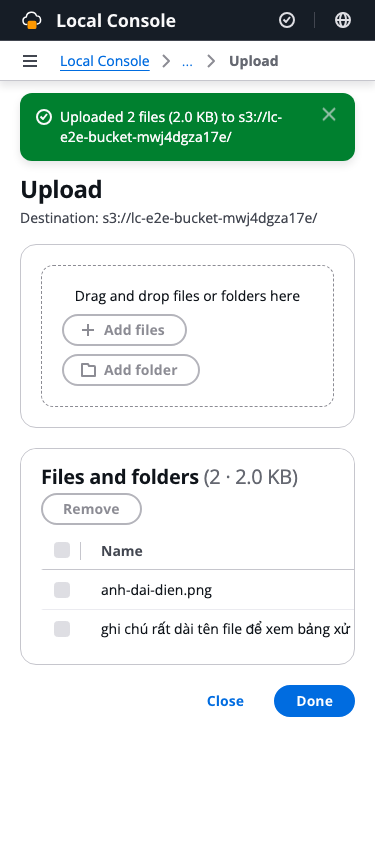 Local Console
Local Console
...
Upload
Uploaded 2 files (2.0 KB) to s3://lc-
e2e-bucket-mwj4dgza17e/
Upload
Destination: s3://lc-e2e-bucket-mwj4dgza17e/
Drag and drop files or folders here
Add files
Add folder
Files and folders (2 · 2.0 KB)
Remove
Name
anh-dai-dien.png
ghi chú rất dài tên file để xem bảng xử
Close
Done